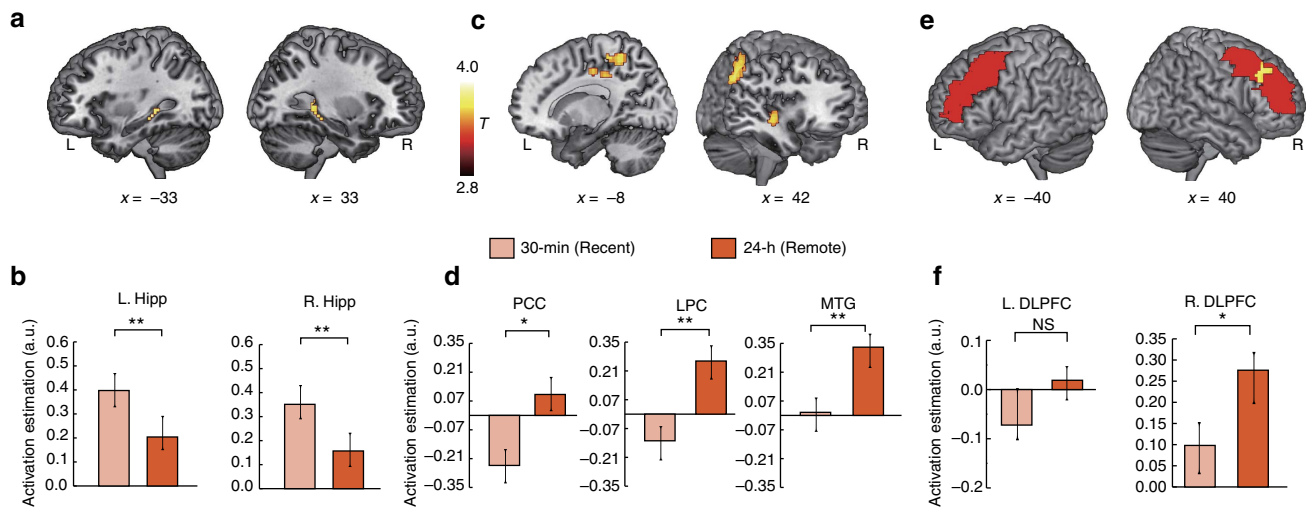 a
L
R
x = –33
x = 33
4.0
T
2.8
c
L
R
x = –8
x = 42
e
L
R
x = –40
x = 40
30-min (Recent)
24-h (Remote)
b
L. Hipp
**
Activation estimation (a.u.)
0.6
0.5
0.4
0.3
0.2
0.1
0.0
R. Hipp
**
0.6
0.5
0.4
0.3
0.2
0.1
0.0
d
PCC
*
Activation estimation (a.u.)
0.35
0.21
0.07
–0.07
–0.21
–0.35
LPC
**
0.35
0.21
0.07
–0.07
–0.21
–0.35
MTG
**
0.35
0.21
0.07
–0.07
–0.21
–0.35
f
L. DLPFC
NS
Activation estimation (a.u.)
0.1
0.0
–0.1
–0.2
R. DLPFC
*
0.35
0.30
0.25
0.20
0.15
0.10
0.05
0.00